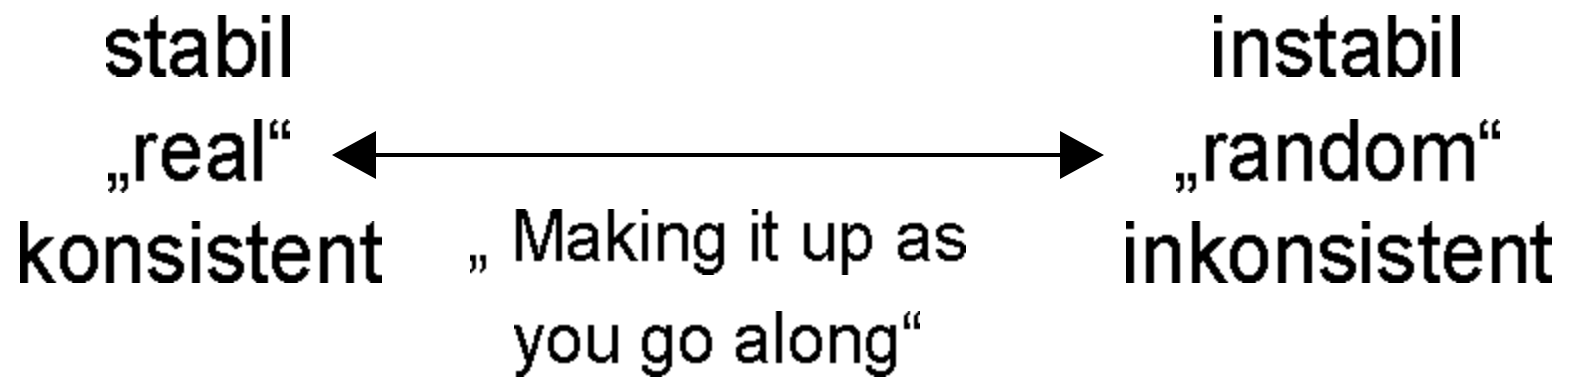 stabil
„real“
konsistent
„ Making it up as
you go along“
instabil
„random“
inkonsistent